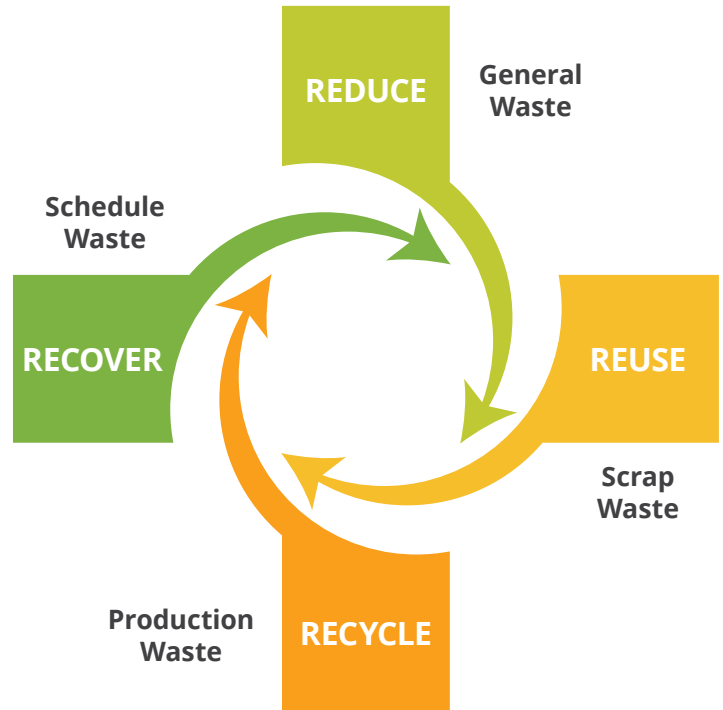 REDUCE
General
Waste
Schedule
Waste
RECOVER
REUSE
Scrap
Waste
Production
Waste
RECYCLE